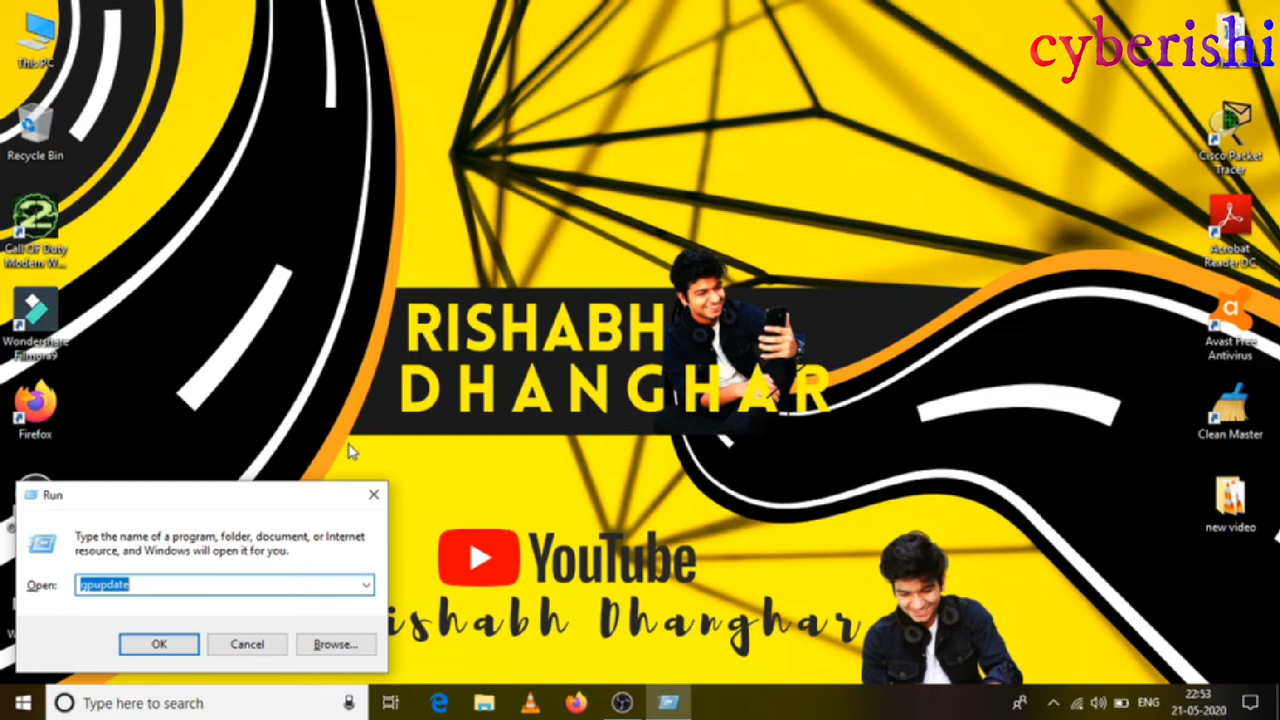 cyberishi
This PC
Recycle Bin
Call OF Duty
Modern W...
Wondershare
Filmora9
Firefox
Cisco Packet
Tracer
Acrobat
Reader DC
Avast Free
Antivirus
Clean Master
new video
RISHABH
DHANGHAR
YouTube
ishabh Dhanghar
Run
Type the name of a program, folder, document, or Internet
resource, and Windows will open it for you.
Open: gpupdate
OK Cancel Browse...
Type here to search
ENG
22:53
21-05-2020